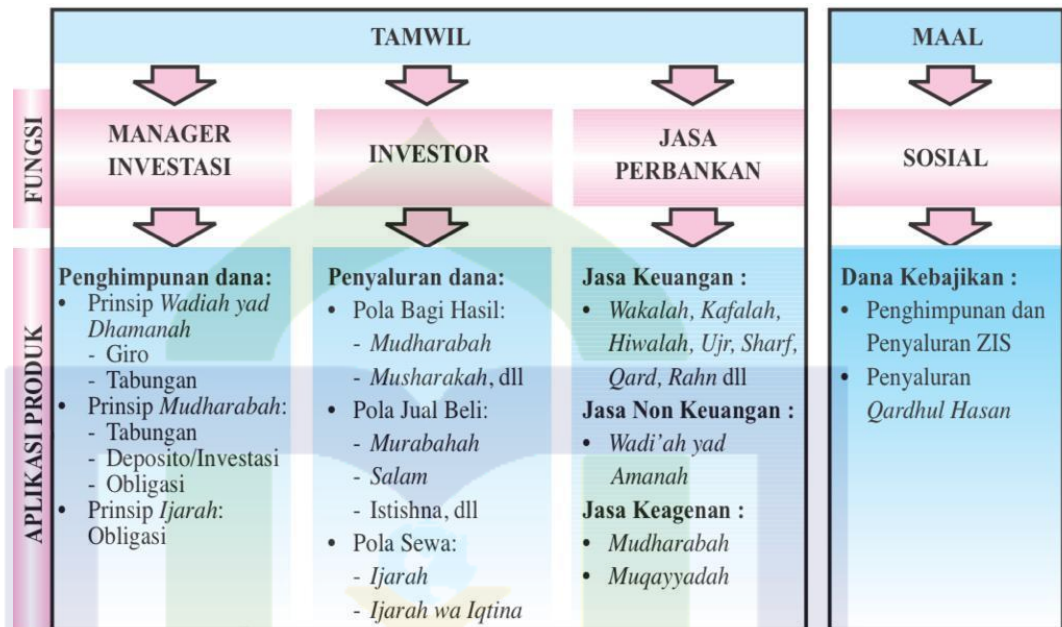 TAMWIL
MAAL
FUNGSI
MANAGER
INVESTASI
INVESTOR
JASA
PERBANKAN
SOSIAL
APLIKASI PRODUK
Penghimpunan dana:
• Prinsip Wadiah yad
Dhamanah
- Giro
- Tabungan
• Prinsip Mudharabah:
- Tabungan
- Deposito/Investasi
- Obligasi
• Prinsip Ijarah:
Obligasi
Penyaluran dana:
• Pola Bagi Hasil:
- Mudharabah
- Musharakah, dll
• Pola Jual Beli:
- Murabahah
- Salam
- Istishna, dll
• Pola Sewa:
- Ijarah
- Ijarah wa Iqtina
Jasa Keuangan :
• Wakalah, Kafalah,
Hiwalah, Ujr, Sharf,
Qard, Rahn dll
Jasa Non Keuangan :
• Wadi’ah yad
Amanah
Jasa Keagenan :
• Mudharabah
• Muqayyadah
Dana Kebajikan :
• Penghimpunan dan
Penyaluran ZIS
• Penyaluran
Qardhul Hasan